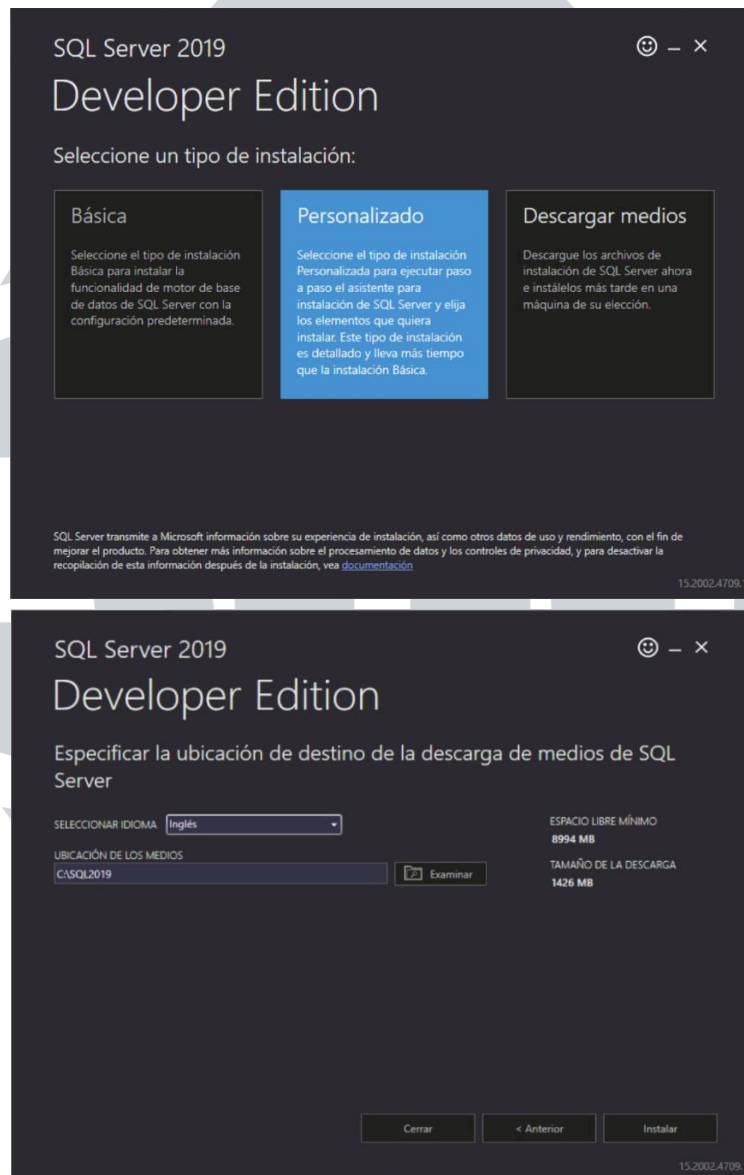 SQL Server 2019
Developer Edition
Seleccione un tipo de instalación:
Básica
Seleccione el tipo de instalación
Básica para instalar la
funcionalidad de motor de base
de datos de SQL Server con la
configuración predeterminada.
Personalizado
Seleccione el tipo de instalación
Personalizada para ejecutar paso
a paso el asistente para
instalación de SQL Server y elija
los elementos que quiera
instalar. Este tipo de instalación
es detallado y lleva más tiempo
que la instalación Básica.
Descargar medios
Descargue los archivos de
instalación de SQL Server ahora
e instálelos más tarde en una
máquina de su elección.
SQL Server transmite a Microsoft información sobre su experiencia de instalación, así como otros datos de uso y rendimiento, con el fin de
mejorar el producto. Para obtener más información sobre el procesamiento de datos y los controles de privacidad, y para desactivar la
recopilación de esta información después de la instalación, vea documentación
15.2002.4709.1
SQL Server 2019
Developer Edition
Especificar la ubicación de destino de la descarga de medios de SQL
Server
SELECCIONAR IDIOMA Inglés
UBICACIÓN DE LOS MEDIOS
C:\SQL2019
Examinar
ESPACIO LIBRE MÍNIMO
8994 MB
TAMAÑO DE LA DESCARGA
1426 MB
Cerrar < Anterior Instalar
15.2002.4709.